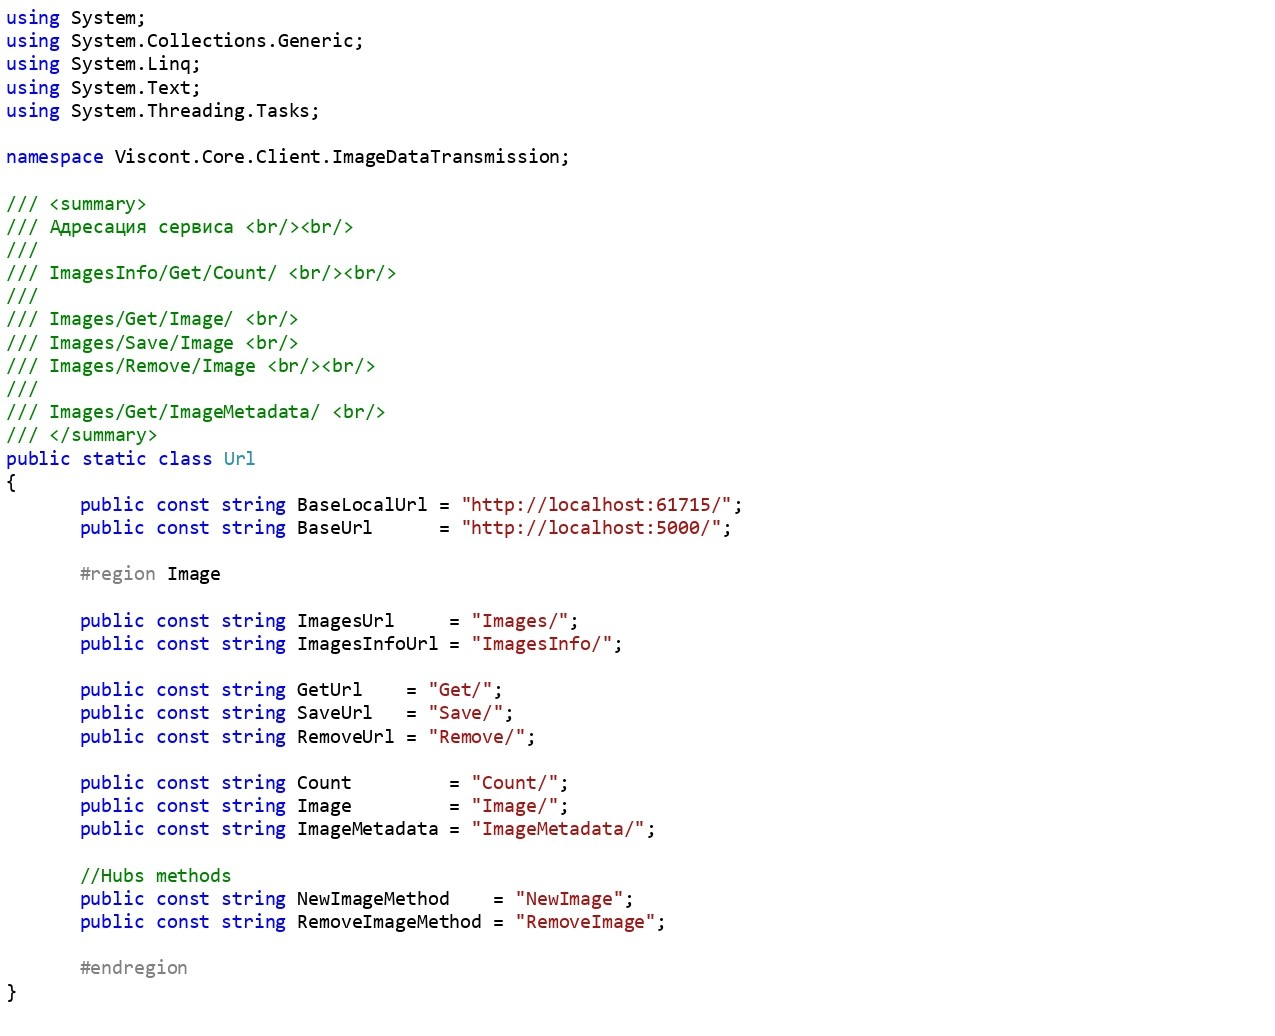 using System;
using System.Collections.Generic;
using System.Linq;
using System.Text;
using System.Threading.Tasks;
namespace Viscont.Core.Client.ImageDataTransmission;
/// <summary>
/// Адресация сервиса <br/><br/>
///
/// ImagesInfo/Get/Count/ <br/><br/>
///
/// Images/Get/Image/ <br/>
/// Images/Save/Image <br/>
/// Images/Remove/Image <br/><br/>
///
/// Images/Get/ImageMetadata/ <br/>
/// </summary>
public static class Url
{
public const string BaseLocalUrl = "http://localhost:61715/";
public const string BaseUrl      = "http://localhost:5000/";
#region Image
public const string ImagesUrl     = "Images/";
public const string ImagesInfoUrl = "ImagesInfo/";
public const string GetUrl    = "Get/";
public const string SaveUrl   = "Save/";
public const string RemoveUrl = "Remove/";
public const string Count         = "Count/";
public const string Image         = "Image/";
public const string ImageMetadata = "ImageMetadata/";
//Hubs methods
public const string NewImageMethod    = "NewImage";
public const string RemoveImageMethod = "RemoveImage";
#endregion
}